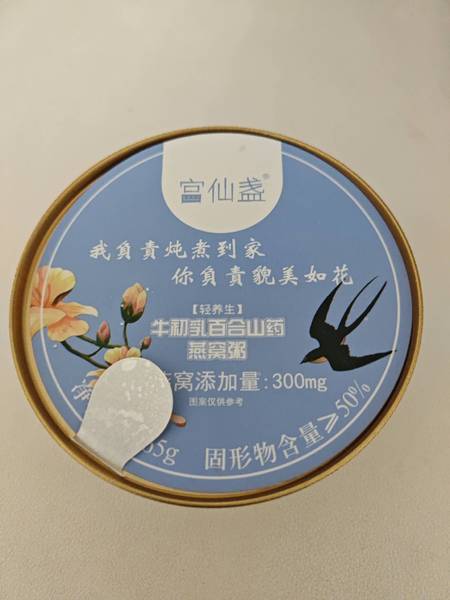 宫仙盏®
我負責炖煮到家
你負責貌美如花
【轻养生】
牛初乳百合山药
燕窝粥
窝添加量:300mg
图案仅供参考
5g 固形物含量≥50%